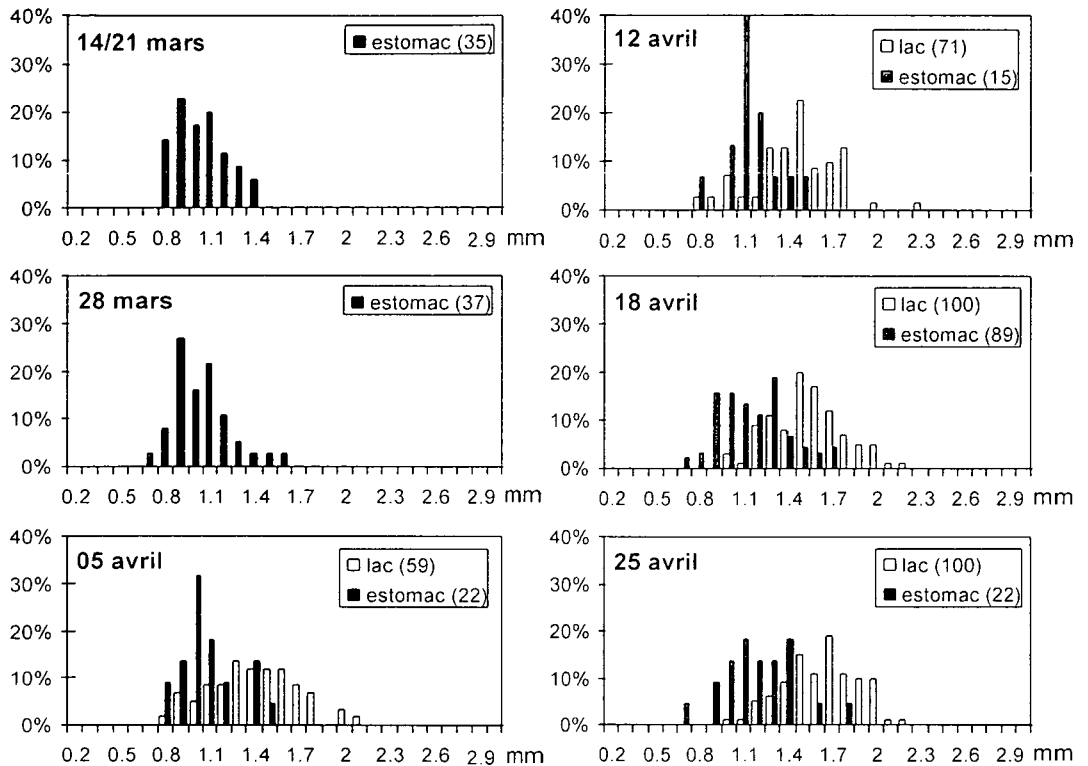 14/21 mars
estomac (35)
40%
30%
20%
10%
0%
0.2 0.5 0.8 1.1 1.4 1.7 2 2.3 2.6 2.9 mm
12 avril
lac (71)
estomac (15)
40%
30%
20%
10%
0%
0.2 0.5 0.8 1.1 1.4 1.7 2 2.3 2.6 2.9 mm
28 mars
estomac (37)
40%
30%
20%
10%
0%
0.2 0.5 0.8 1.1 1.4 1.7 2 2.3 2.6 2.9 mm
18 avril
lac (100)
estomac (89)
40%
30%
20%
10%
0%
0.2 0.5 0.8 1.1 1.4 1.7 2 2.3 2.6 2.9 mm
05 avril
lac (59)
estomac (22)
40%
30%
20%
10%
0%
0.2 0.5 0.8 1.1 1.4 1.7 2 2.3 2.6 2.9 mm
25 avril
lac (100)
estomac (22)
40%
30%
20%
10%
0%
0.2 0.5 0.8 1.1 1.4 1.7 2 2.3 2.6 2.9 mm